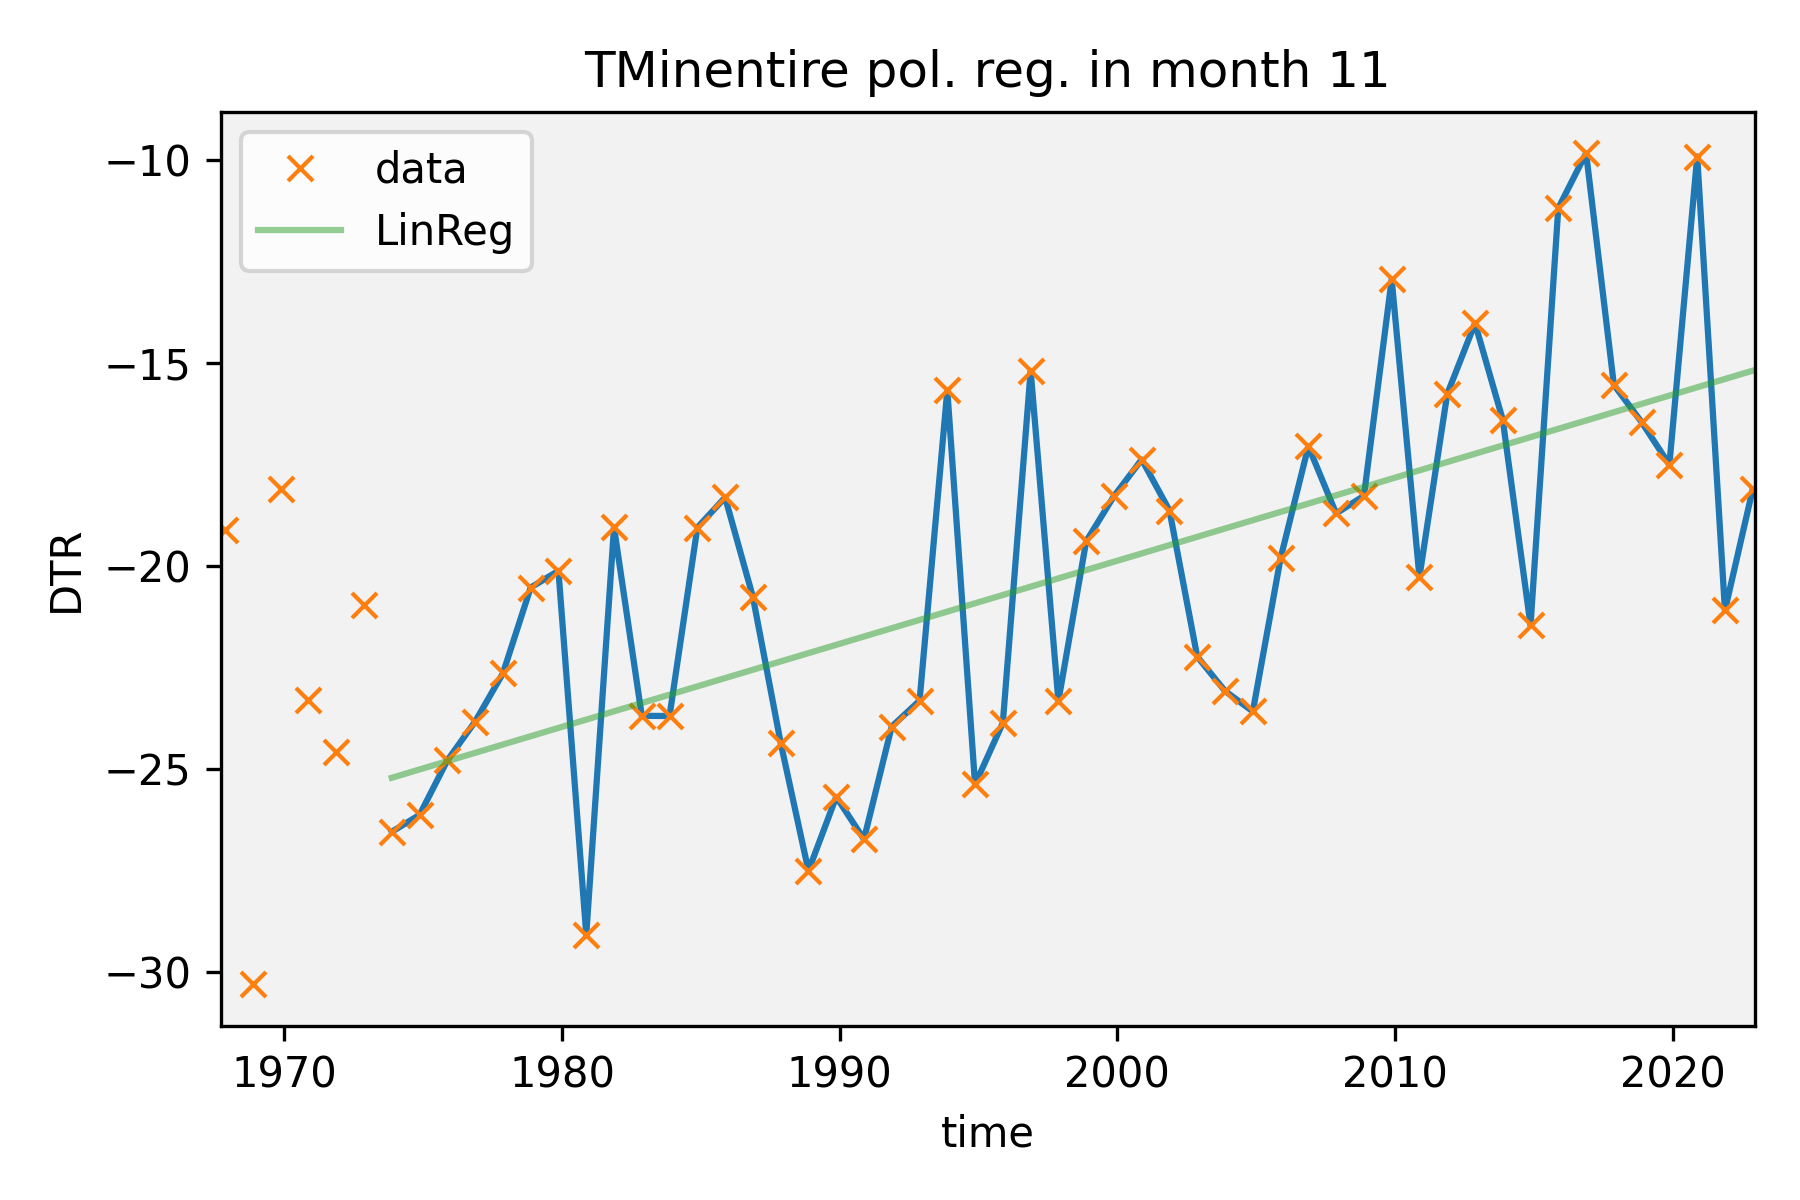 TMinentire pol. reg. in month 11
data
LinReg
−10
−15
−20
−25
−30
DTR
1970 1980 1990 2000 2010 2020
time